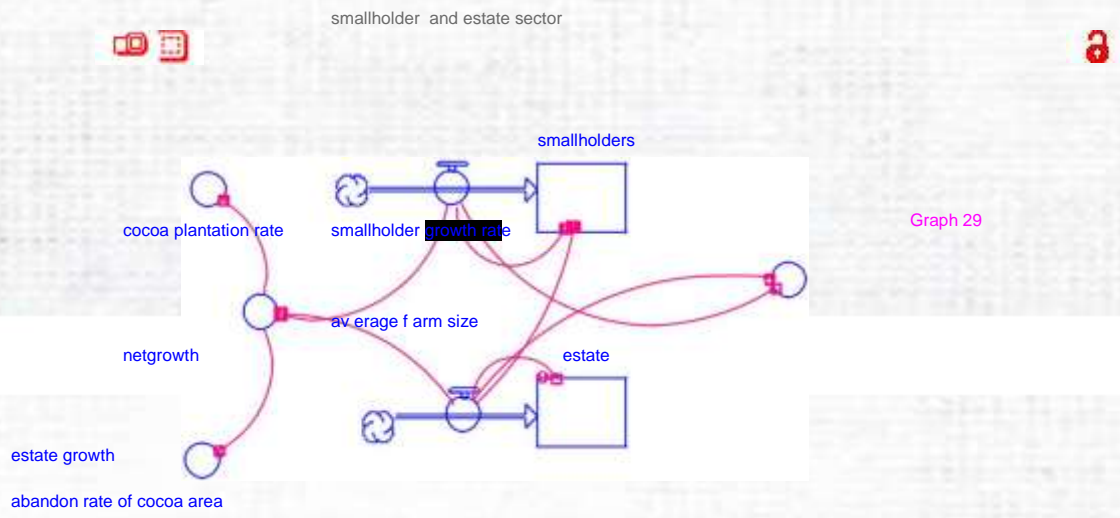 smallholder and estate sector
smallholders
cocoa plantation rate
smallholder growth rate
Graph 29
av erage f arm size
netgrowth
estate
estate growth
abandon rate of cocoa area